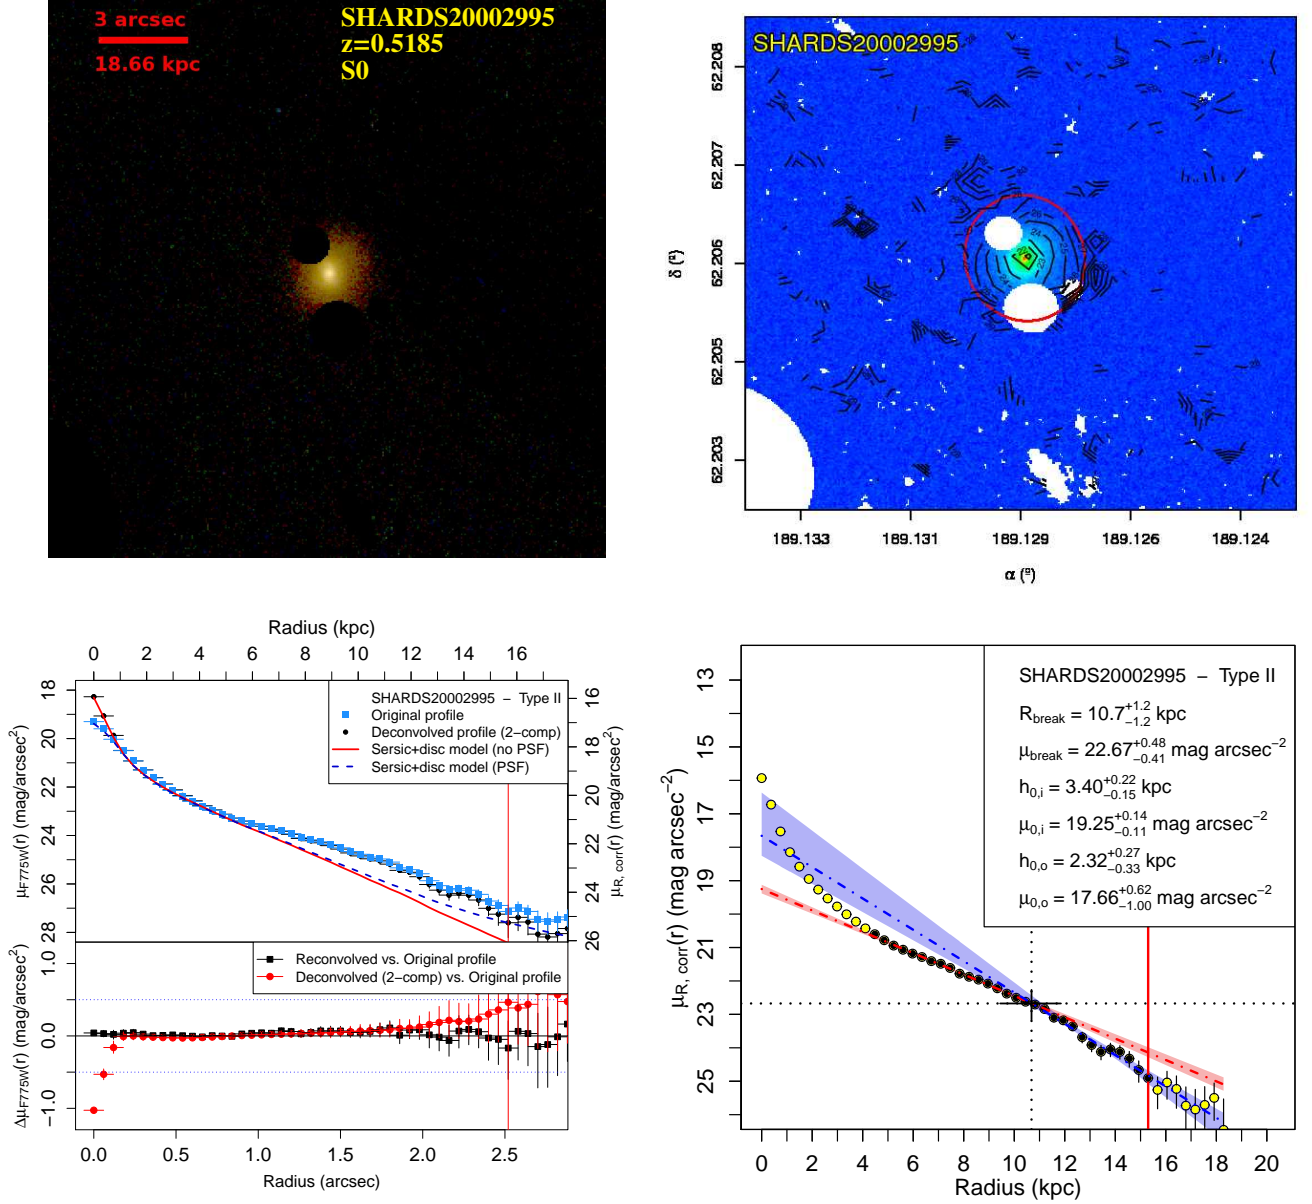 3 arcsec
18.66 kpc
SHARDS20002995
z=0.5185
S0
SHARDS20002995
62.208
62.207
62.206
62.205
62.203
δ (º)
189.133 189.131 189.129 189.126 189.124
α (º)
Radius (kpc)
0 2 4 6 8 10 12 14 16
SHARDS20002995 − Type II
Original profile
Deconvolved profile (2−comp)
Sersic+disc model (no PSF)
Sersic+disc model (PSF)
18
20
22
24
26
28
μF775W(r) (mag/arcsec²)
16
18
20
22
24
26
μR, corr(r) (mag/arcsec²)
Reconvolved vs. Original profile
Deconvolved (2−comp) vs. Original profile
1.0
0.0
−1.0
ΔμF775W(r) (mag/arcsec²)
0.0 0.5 1.0 1.5 2.0 2.5
Radius (arcsec)
SHARDS20002995 − Type II
Rbreak = 10.7 +1.2 −1.2 kpc
μbreak = 22.67 +0.48 −0.41 mag arcsec−2
h0,i = 3.40 +0.22 −0.15 kpc
μ0,i = 19.25 +0.14 −0.11 mag arcsec−2
h0,o = 2.32 +0.27 −0.33 kpc
μ0,o = 17.66 +0.62 −1.00 mag arcsec−2
13
15
17
19
21
23
25
μR, corr(r) (mag arcsec−2)
0 2 4 6 8 10 12 14 16 18 20
Radius (kpc)